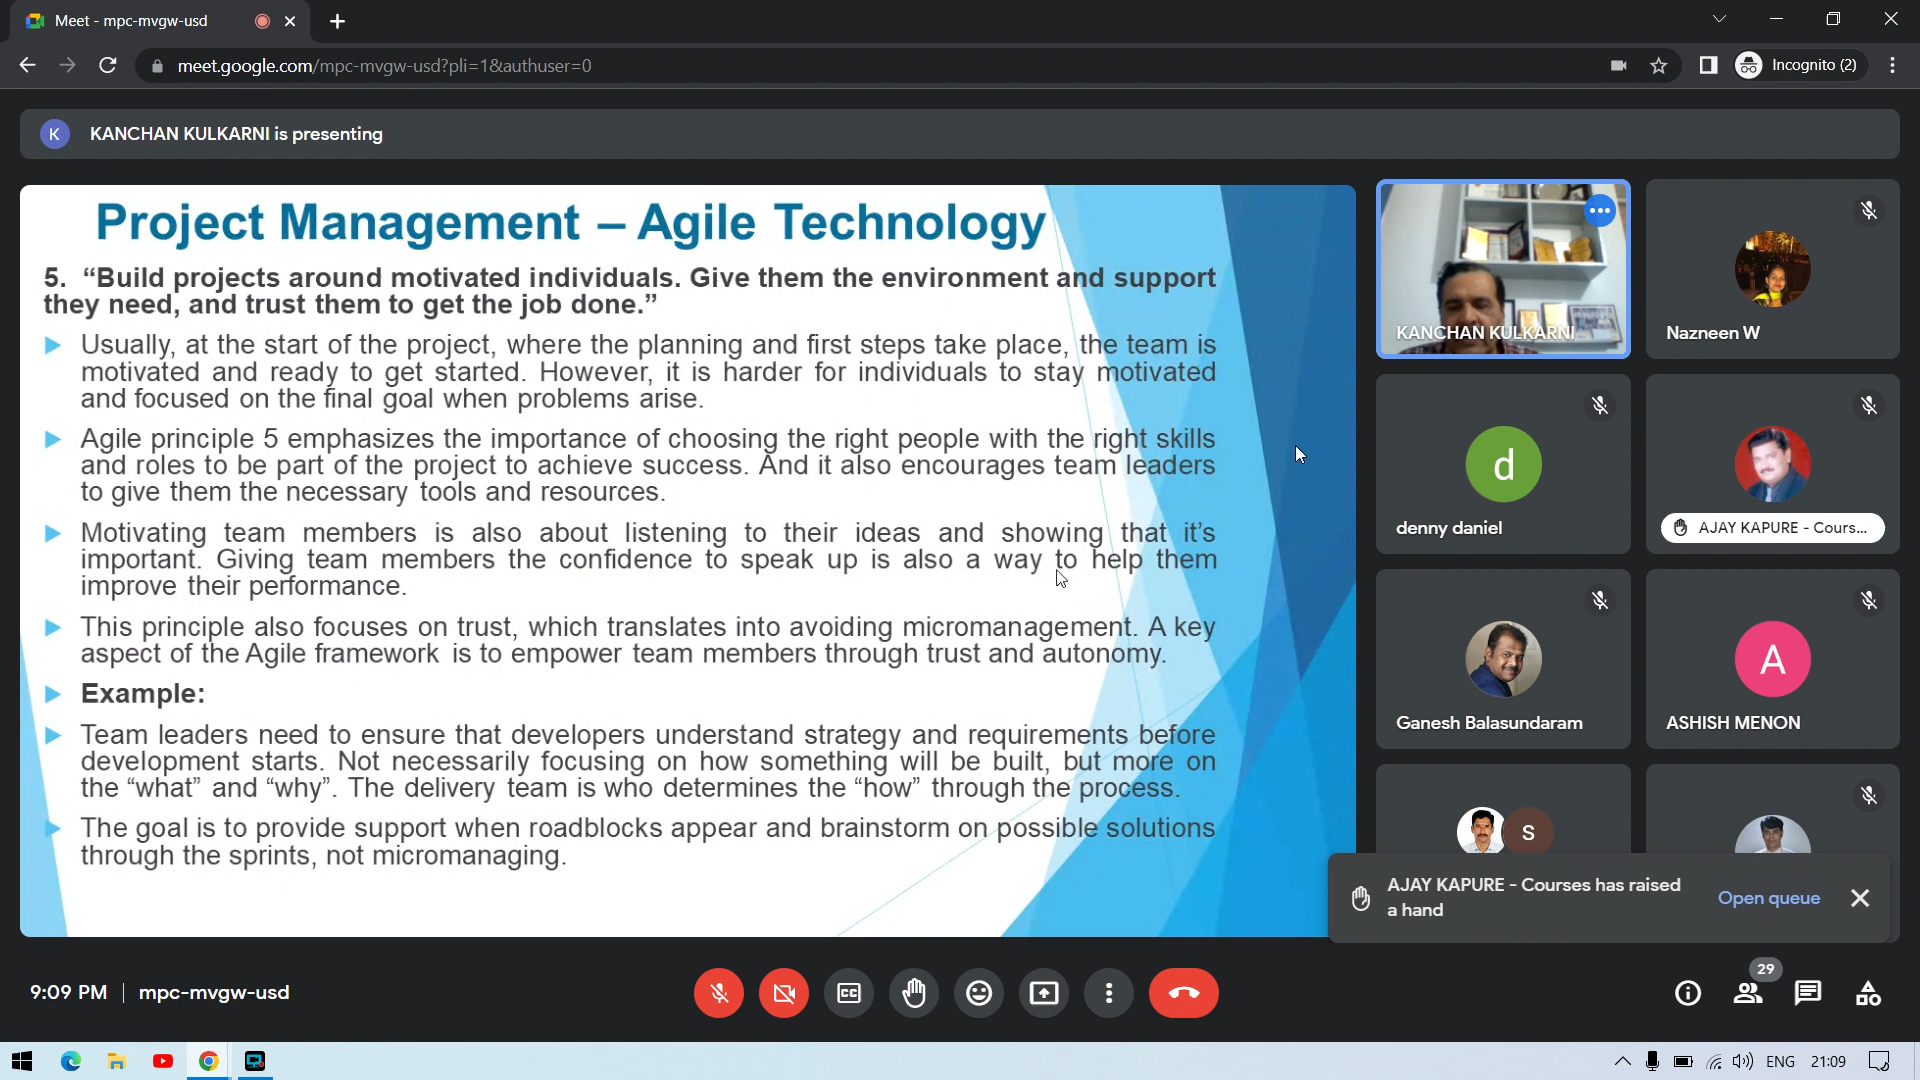 Meet - mpc-mvgw-usd
meet.google.com/mpc-mvgw-usd?pli=1&authuser=0
Incognito (2)
K
KANCHAN KULKARNI is presenting
Project Management – Agile Technology
5. “Build projects around motivated individuals. Give them the environment and support
they need, and trust them to get the job done.”
Usually, at the start of the project, where the planning and first steps take place, the team is
motivated and ready to get started. However, it is harder for individuals to stay motivated
and focused on the final goal when problems arise.
Agile principle 5 emphasizes the importance of choosing the right people with the right skills
and roles to be part of the project to achieve success. And it also encourages team leaders
to give them the necessary tools and resources.
Motivating team members is also about listening to their ideas and showing that it’s
important. Giving team members the confidence to speak up is also a way to help them
improve their performance.
This principle also focuses on trust, which translates into avoiding micromanagement. A key
aspect of the Agile framework is to empower team members through trust and autonomy.
Example:
Team leaders need to ensure that developers understand strategy and requirements before
development starts. Not necessarily focusing on how something will be built, but more on
the “what” and “why”. The delivery team is who determines the “how” through the process.
The goal is to provide support when roadblocks appear and brainstorm on possible solutions
through the sprints, not micromanaging.
KANCHAN KULKARNI
Nazneen W
d
denny daniel
AJAY KAPURE - Cours...
Ganesh Balasundaram
A
ASHISH MENON
S
AJAY KAPURE - Courses has raised
a hand
Open queue
9:09 PM | mpc-mvgw-usd
CC
29
ENG
21:09